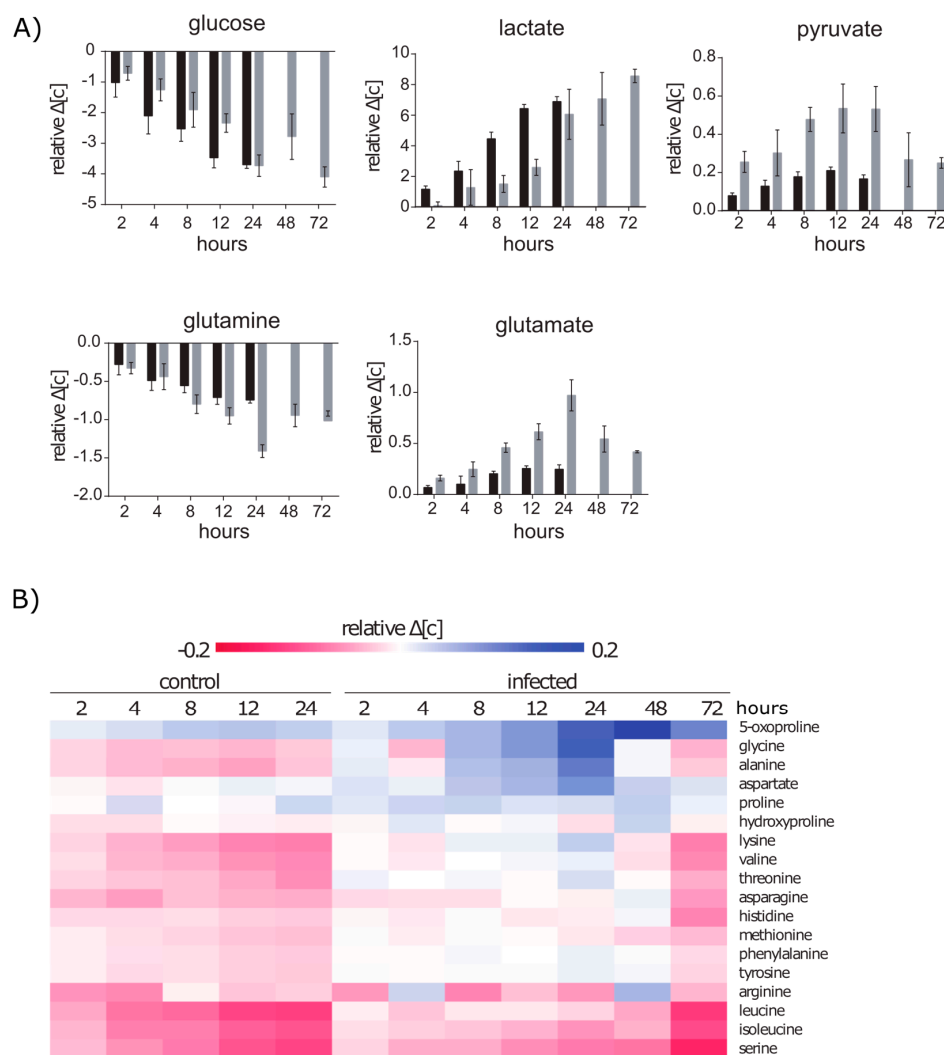 A)
glucose
relative Δ[c]
0
-1
-2
-3
-4
-5
2 4 8 12 24 48 72
hours
lactate
relative Δ[c]
10
8
6
4
2
0
2 4 8 12 24 48 72
hours
pyruvate
relative Δ[c]
0.8
0.6
0.4
0.2
0.0
2 4 8 12 24 48 72
hours
glutamine
relative Δ[c]
0.0
-0.5
-1.0
-1.5
-2.0
2 4 8 12 24 48 72
hours
glutamate
relative Δ[c]
1.5
1.0
0.5
0.0
2 4 8 12 24 48 72
hours
B)
relative Δ[c]
-0.2 0.2
control infected
2 4 8 12 24 2 4 8 12 24 48 72 hours
5-oxoproline
glycine
alanine
aspartate
proline
hydroxyproline
lysine
valine
threonine
asparagine
histidine
methionine
phenylalanine
tyrosine
arginine
leucine
isoleucine
serine